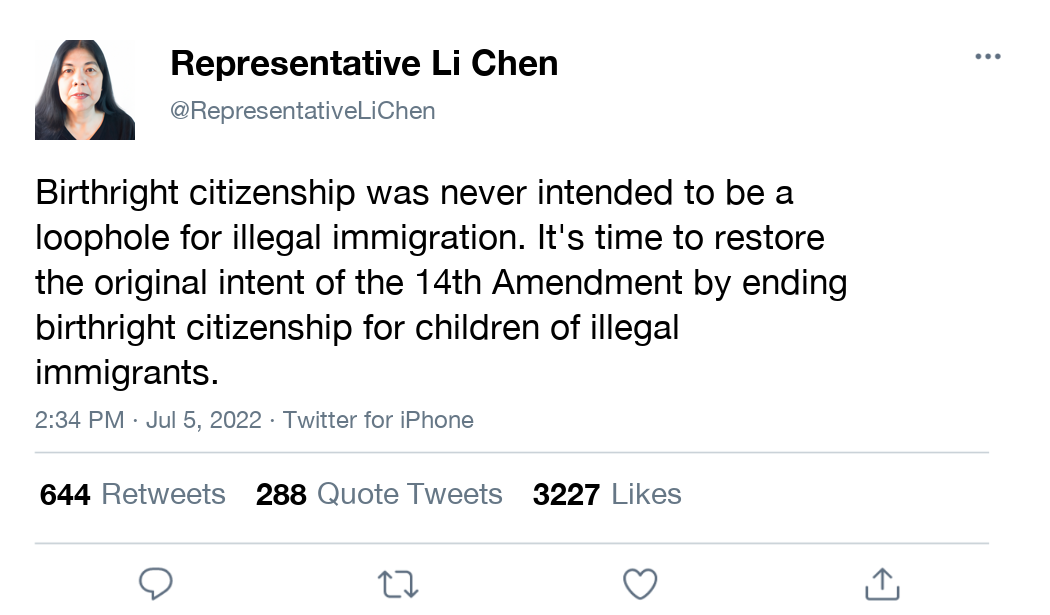 Representative Li Chen
@RepresentativeLiChen
Birthright citizenship was never intended to be a
loophole for illegal immigration. It's time to restore
the original intent of the 14th Amendment by ending
birthright citizenship for children of illegal
immigrants.
2:34 PM · Jul 5, 2022 · Twitter for iPhone
644 Retweets 288 Quote Tweets 3227 Likes